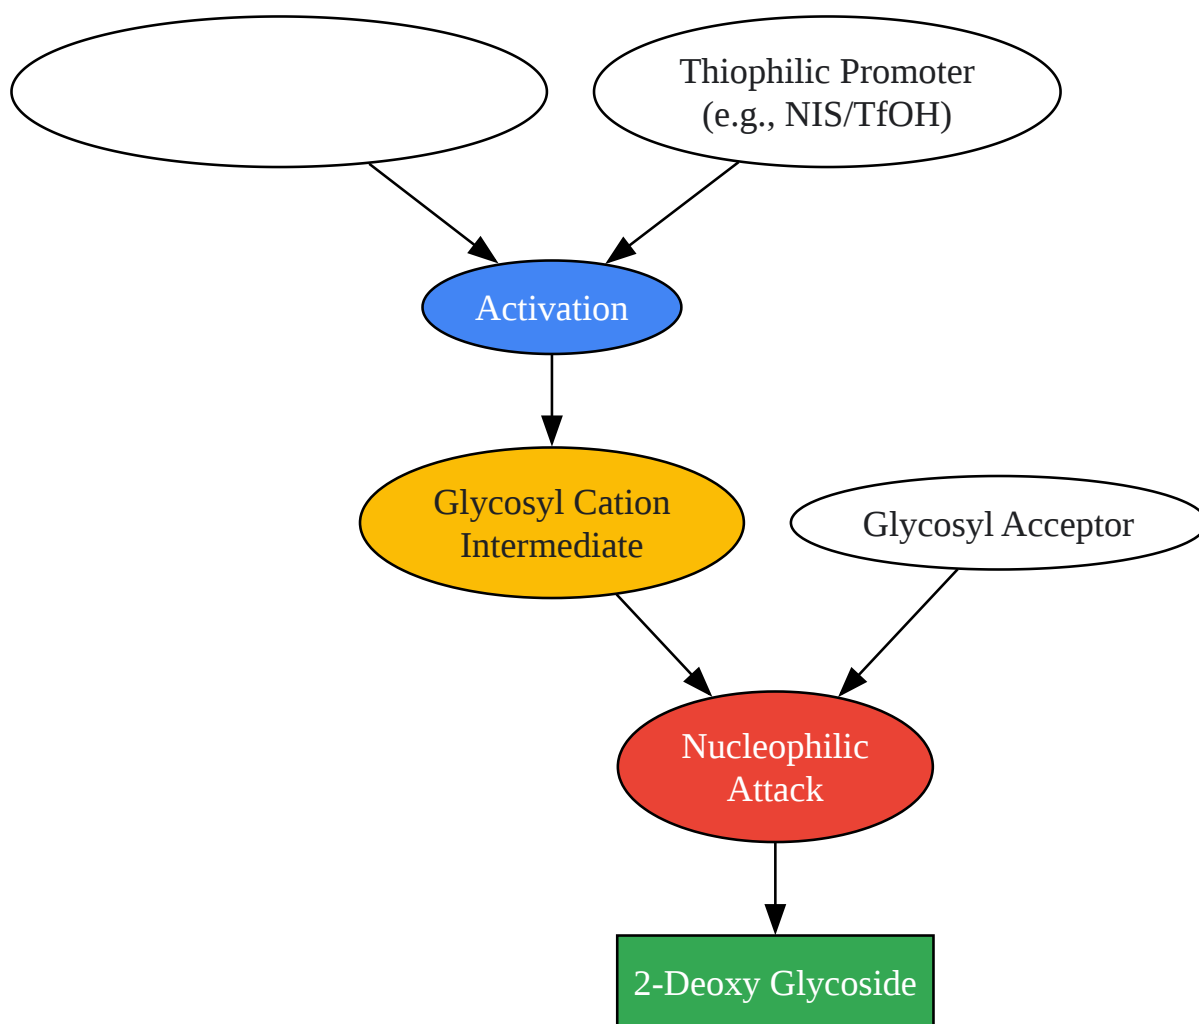 Thiophilic Promoter
(e.g., NIS/TfOH)
Activation
Glycosyl Cation
Intermediate
Glycosyl Acceptor
Nucleophilic
Attack
2-Deoxy Glycoside